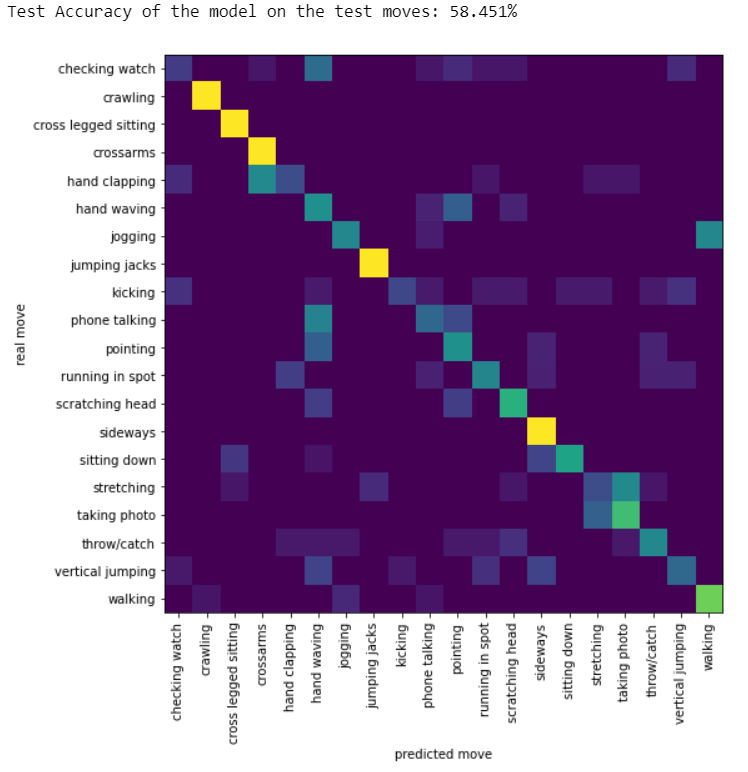 Test Accuracy of the model on the test moves: 58.451%
checking watch
crawling
cross legged sitting
crossarms
hand clapping
hand waving
jogging
jumping jacks
kicking
phone talking
pointing
running in spot
scratching head
sideways
sitting down
stretching
taking photo
throw/catch
vertical jumping
walking
real move
checking watch
crawling
cross legged sitting
crossarms
hand clapping
hand waving
jogging
jumping jacks
kicking
phone talking
pointing
running in spot
scratching head
sideways
sitting down
stretching
taking photo
throw/catch
vertical jumping
walking
predicted move